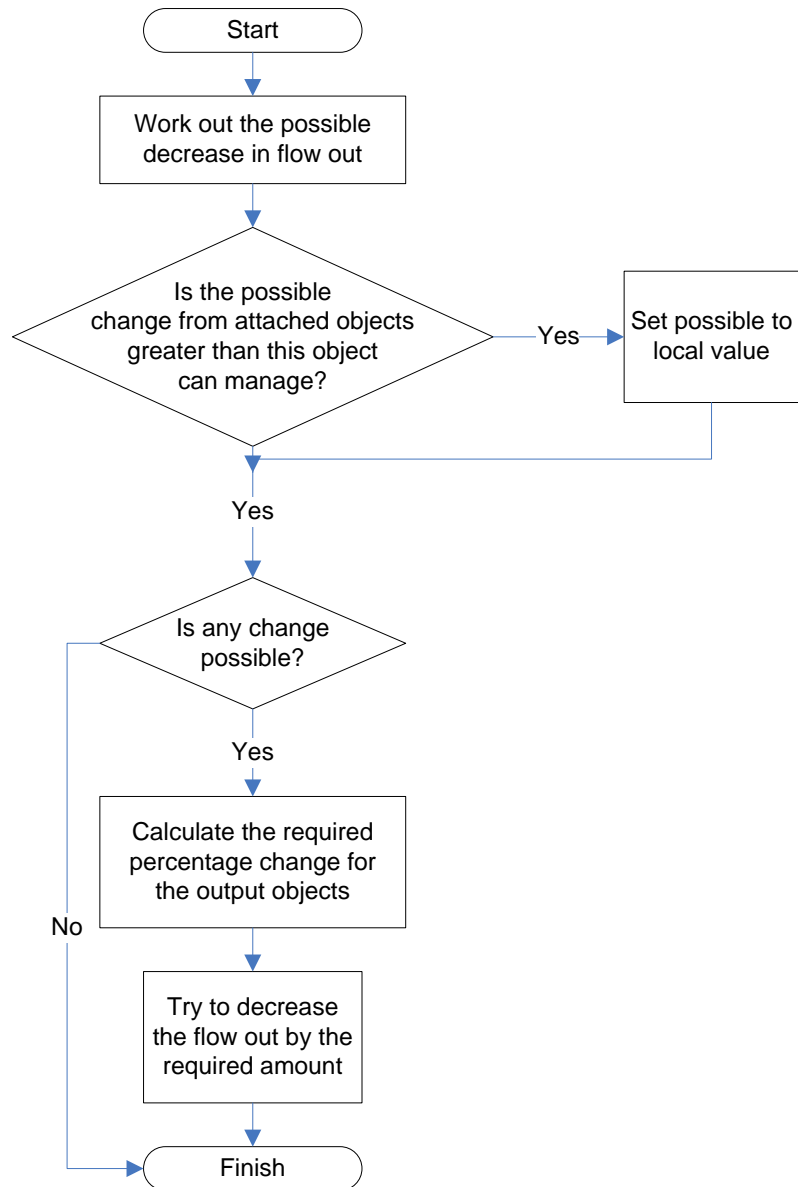 Start
Work out the possible
decrease in flow out
Is the possible
change from attached objects
greater than this object
can manage?
Yes
Set possible to
local value
Yes
Is any change
possible?
Yes
Calculate the required
percentage change for
the output objects
No
Try to decrease
the flow out by the
required amount
Finish